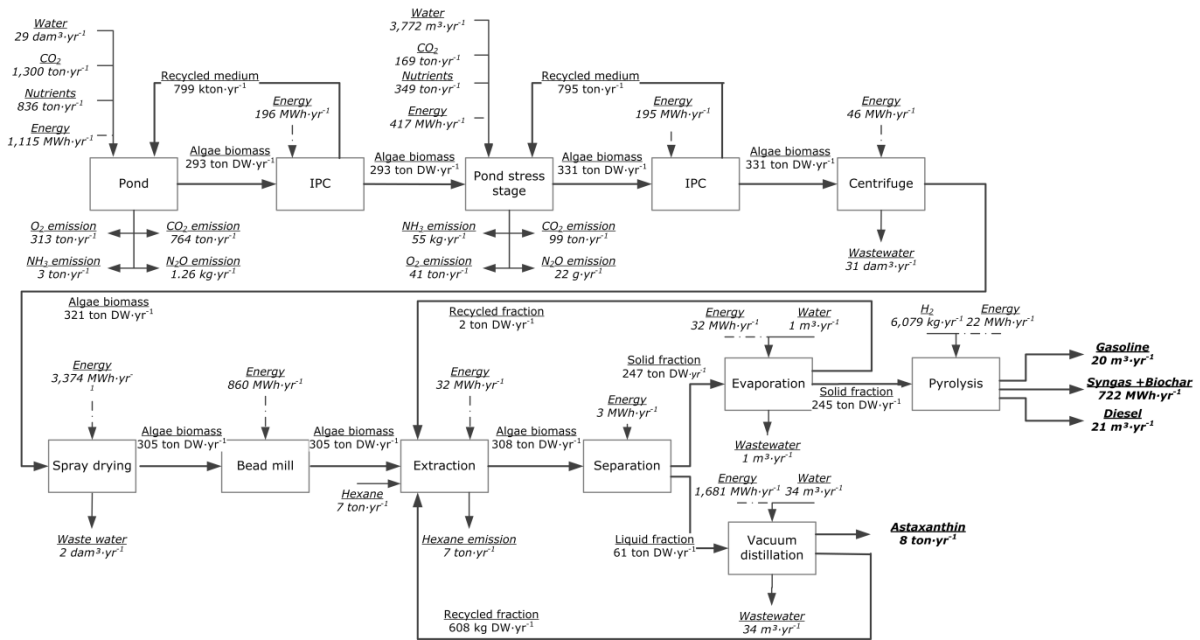 Water
29 dam³·yr⁻¹
CO₂
1,300 ton·yr⁻¹
Nutrients
836 ton·yr⁻¹
Energy
1,115 MWh·yr⁻¹
Recycled medium
799 kton·yr⁻¹
Energy
196 MWh·yr⁻¹
Water
3,772 m³·yr⁻¹
CO₂
169 ton·yr⁻¹
Nutrients
349 ton·yr⁻¹
Energy
417 MWh·yr⁻¹
Recycled medium
795 ton·yr⁻¹
Energy
195 MWh·yr⁻¹
Energy
46 MWh·yr⁻¹
Pond
Algae biomass
293 ton DW·yr⁻¹
IPC
Algae biomass
293 ton DW·yr⁻¹
Pond stress
stage
Algae biomass
331 ton DW·yr⁻¹
IPC
Algae biomass
331 ton DW·yr⁻¹
Centrifuge
O₂ emission
313 ton·yr⁻¹
CO₂ emission
764 ton·yr⁻¹
NH₃ emission
3 ton·yr⁻¹
N₂O emission
1.26 kg·yr⁻¹
NH₃ emission
55 kg·yr⁻¹
CO₂ emission
99 ton·yr⁻¹
O₂ emission
41 ton·yr⁻¹
N₂O emission
22 g·yr⁻¹
Wastewater
31 dam³·yr⁻¹
Algae biomass
321 ton DW·yr⁻¹
Recycled fraction
2 ton DW·yr⁻¹
Energy
32 MWh·yr⁻¹
Water
1 m³·yr⁻¹
H₂
6,079 kg·yr⁻¹
Energy
22 MWh·yr⁻¹
Energy
3,374 MWh·yr⁻
¹
Energy
860 MWh·yr⁻¹
Energy
32 MWh·yr⁻¹
Energy
3 MWh·yr⁻¹
Solid fraction
247 ton DW·yr⁻¹
Evaporation
Solid fraction
245 ton DW·yr⁻¹
Pyrolysis
Gasoline
20 m³·yr⁻¹
Syngas +Biochar
722 MWh·yr⁻¹
Diesel
21 m³·yr⁻¹
Spray drying
Algae biomass
305 ton DW·yr⁻¹
Bead mill
Algae biomass
305 ton DW·yr⁻¹
Extraction
Algae biomass
308 ton DW·yr⁻¹
Separation
Wastewater
1 m³·yr⁻¹
Hexane
7 ton·yr⁻¹
Energy
1,681 MWh·yr⁻¹
Water
34 m³·yr⁻¹
Waste water
2 dam³·yr⁻¹
Hexane emission
7 ton·yr⁻¹
Liquid fraction
61 ton DW·yr⁻¹
Vacuum
distillation
Astaxanthin
8 ton·yr⁻¹
Recycled fraction
608 kg DW·yr⁻¹
Wastewater
34 m³·yr⁻¹